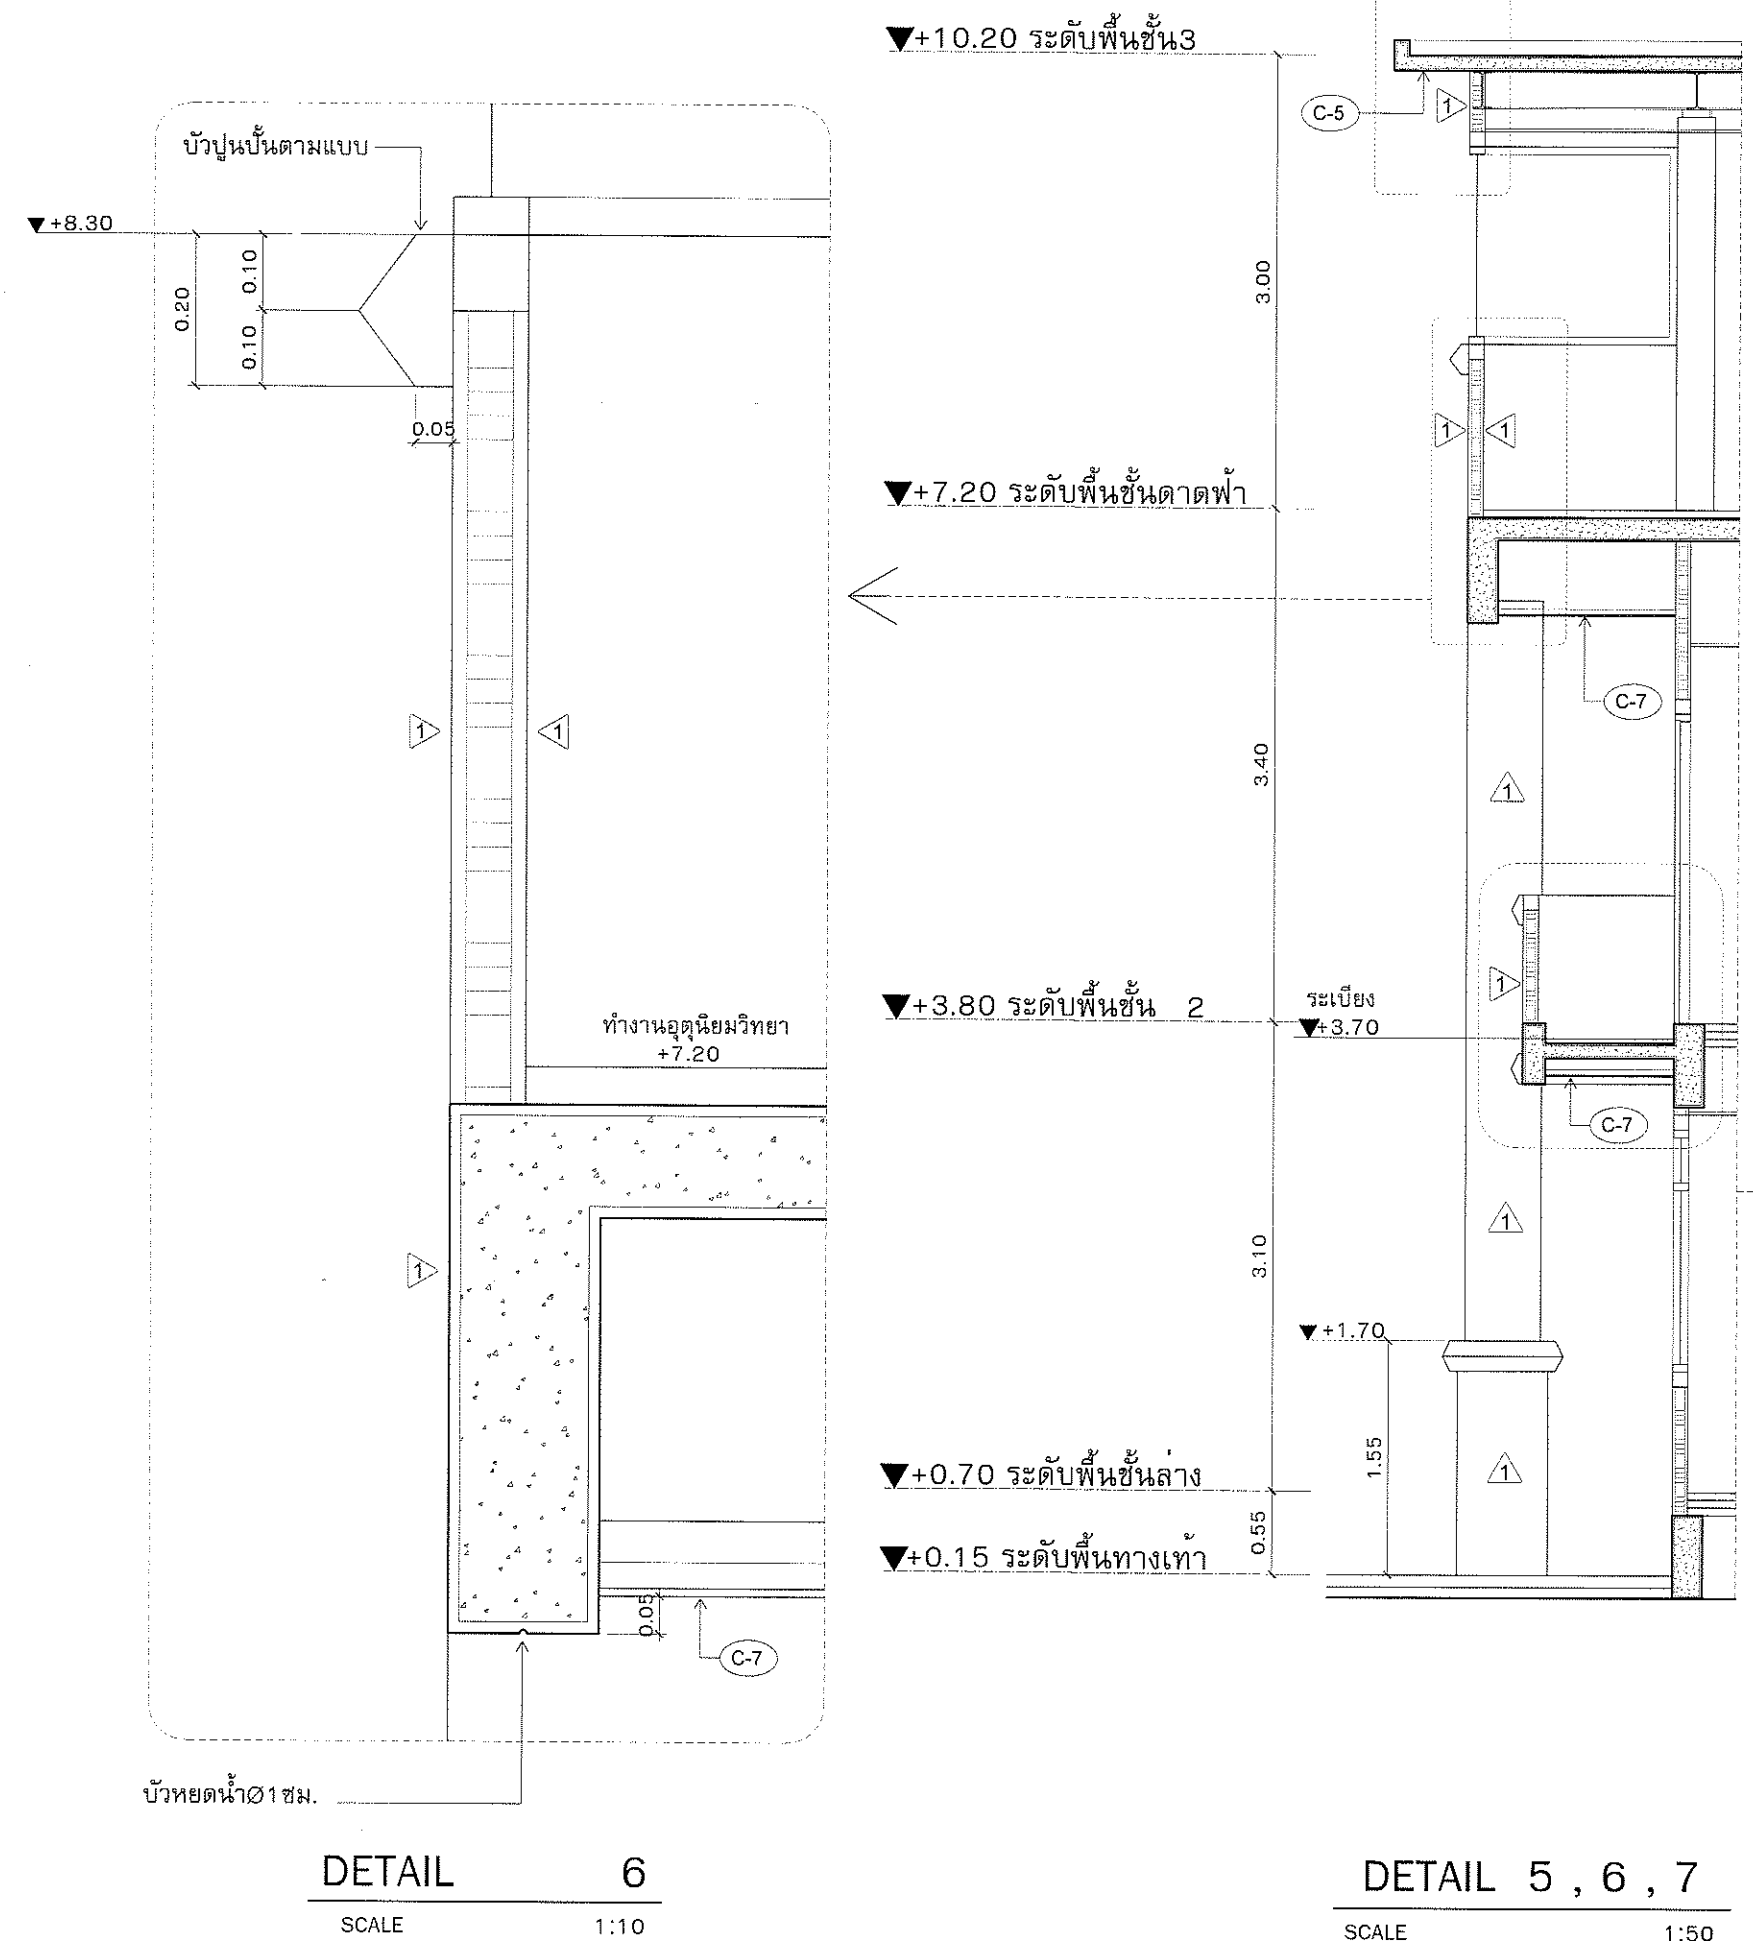 บัวปูนปั้นตามแบบ
+8.30
0.20
0.10
0.10
0.05
1
1
ทำงานอุตุนิยมวิทยา
+7.20
1
0.05
C-7
บัวหยดน้ำØ1ซม.
DETAIL 6
SCALE 1:10
+10.20 ระดับพื้นชั้น3
C-5
1
3.00
1
1
+7.20 ระดับพื้นชั้นดาดฟ้า
C-7
3.40
1
1
+3.80 ระดับพื้นชั้น 2
ระเบียง
+3.70
C-7
1
3.10
+1.70
1.55
1
+0.70 ระดับพื้นชั้นล่าง
0.55
+0.15 ระดับพื้นทางเท้า
DETAIL 5 , 6 , 7
SCALE 1:50